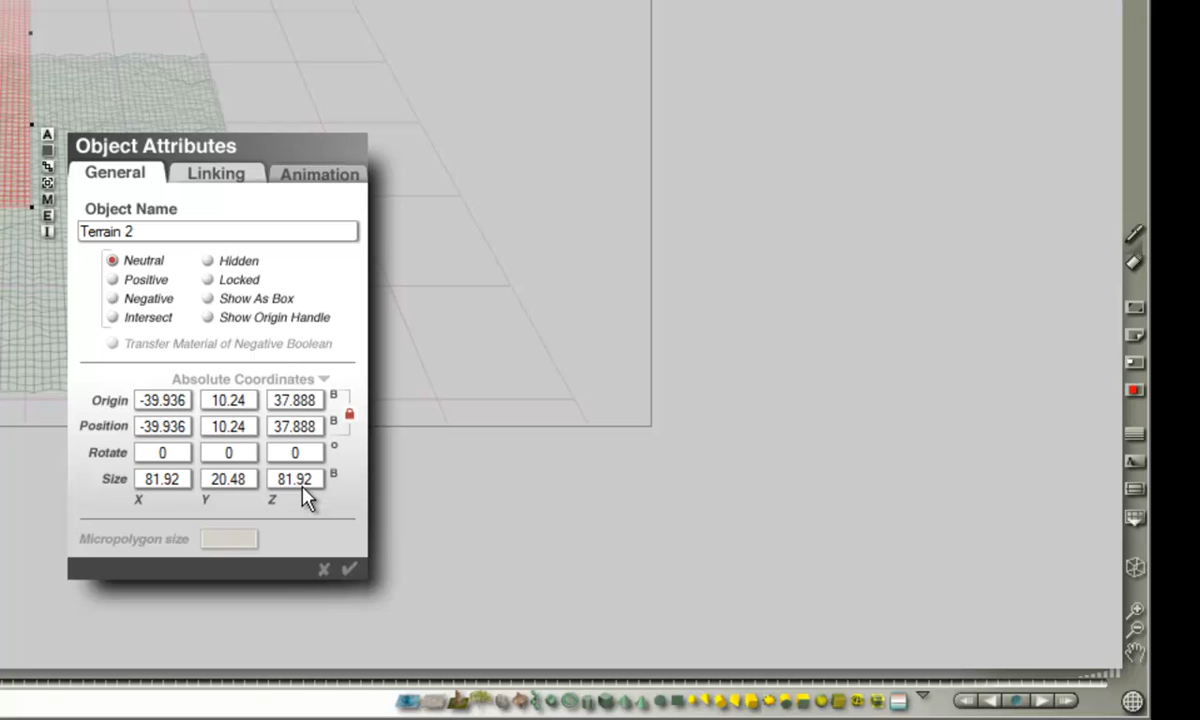 A
M
E
I
Object Attributes
General Linking Animation
Object Name
Terrain 2
Neutral Hidden
Positive Locked
Negative Show As Box
Intersect Show Origin Handle
Transfer Material of Negative Boolean
Absolute Coordinates
Origin -39.936 10.24 37.888 B
Position -39.936 10.24 37.888 B
Rotate 0 0 0 °
Size 81.92 20.48 81.92 B
X Y Z
Micropolygon size